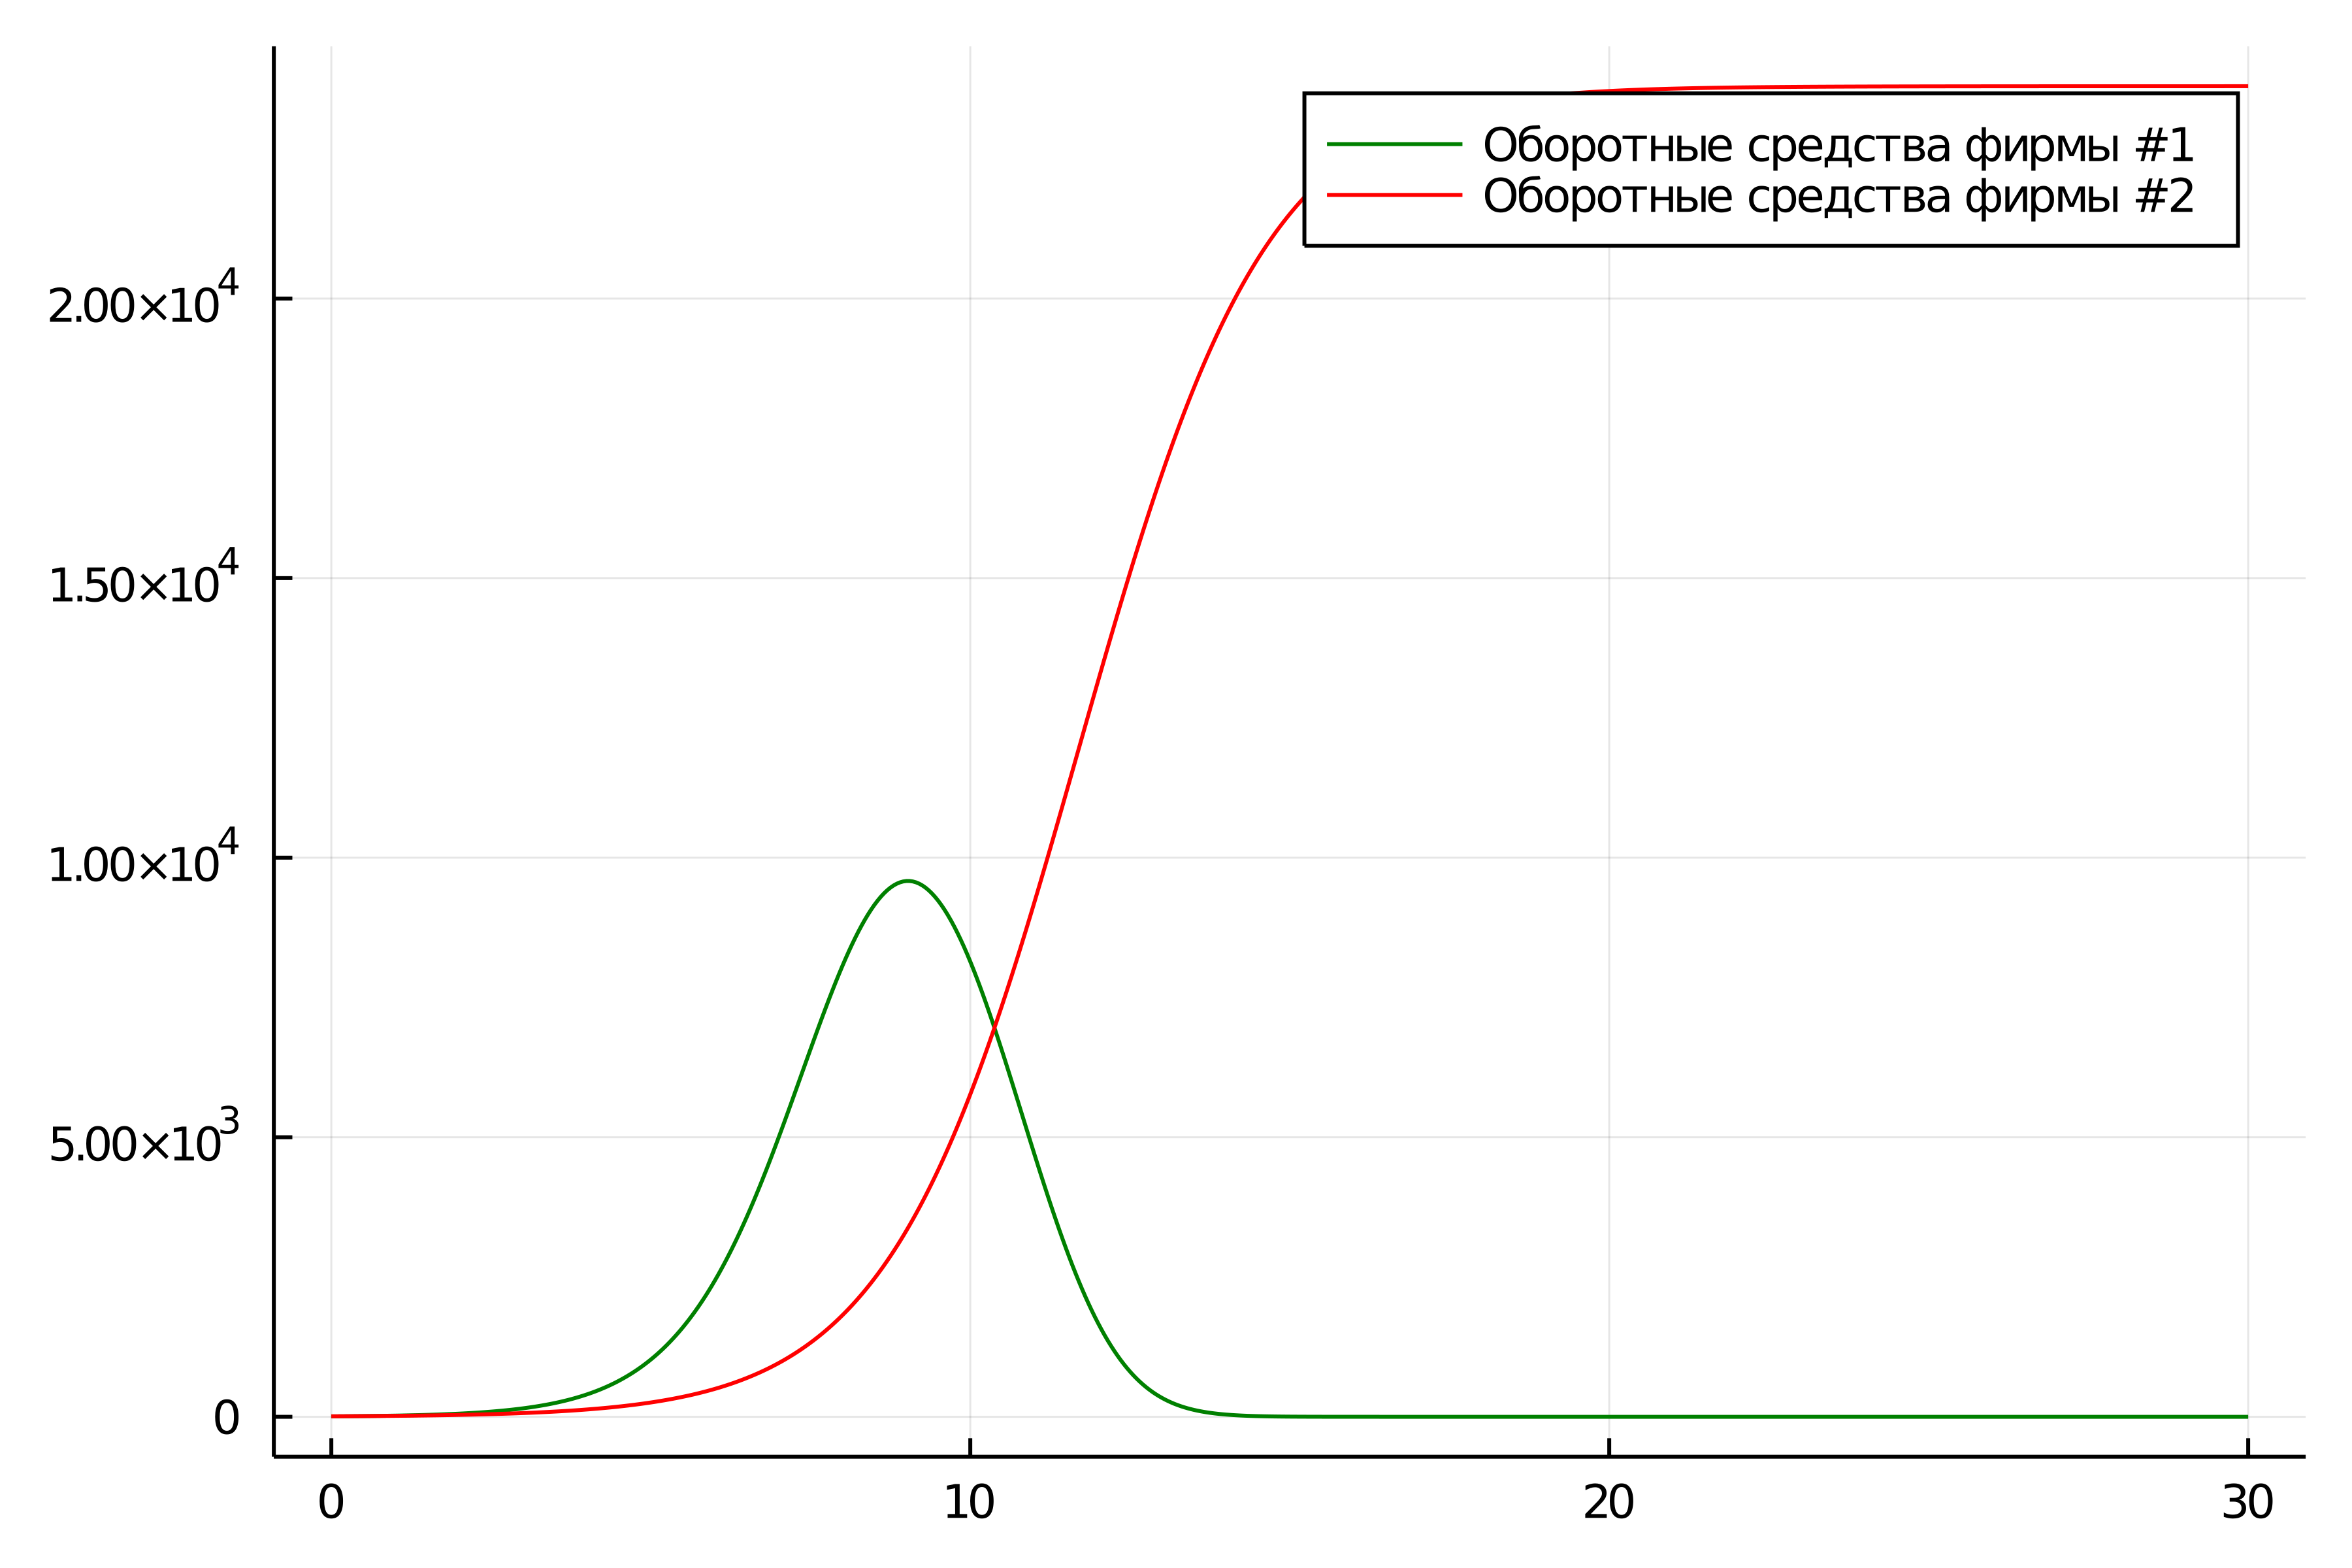 Оборотные средства фирмы #1
Оборотные средства фирмы #2
2.00×10⁴
1.50×10⁴
1.00×10⁴
5.00×10³
0
0 10 20 30